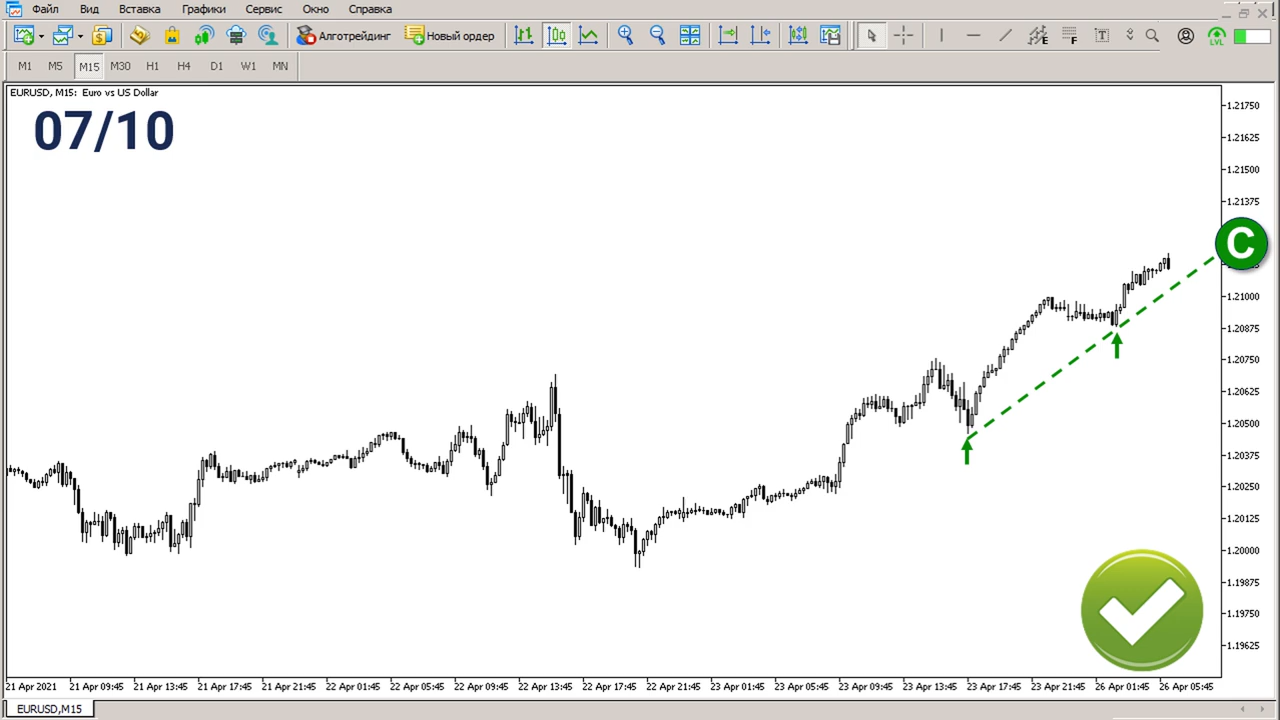 Файл Вид Вставка Графики Сервис Окно Справка
Алготрейдинг Новый ордер LVL
M1 M5 M15 M30 H1 H4 D1 W1 MN
EURUSD, M15: Euro vs US Dollar
07/10
1.21750
1.21625
1.21500
1.21375
C
1.21000
1.20875
1.20750
1.20625
1.20500
1.20375
1.20250
1.20125
1.20000
1.19875
1.19750
1.19625
21 Apr 2021 21 Apr 09:45 21 Apr 13:45 21 Apr 17:45 21 Apr 21:45 22 Apr 01:45 22 Apr 05:45 22 Apr 09:45 22 Apr 13:45 22 Apr 17:45 22 Apr 21:45 23 Apr 01:45 23 Apr 05:45 23 Apr 09:45 23 Apr 13:45 23 Apr 17:45 23 Apr 21:45 26 Apr 01:45 26 Apr 05:45
EURUSD,M15